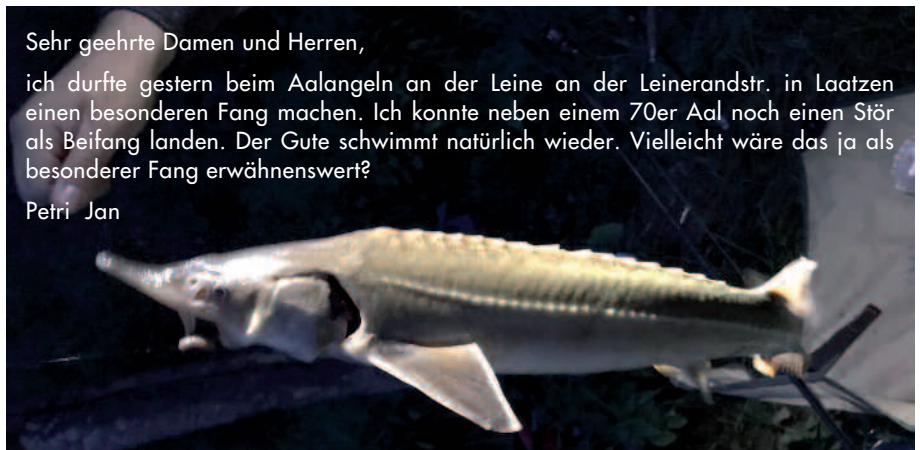 Sehr geehrte Damen und Herren,
ich durfte gestern beim Aalangeln an der Leine an der Leinerandstr. in Laatzen
einen besonderen Fang machen. Ich konnte neben einem 70er Aal noch einen Stör
als Beifang landen. Der Gute schwimmt natürlich wieder. Vielleicht wäre das ja als
besonderer Fang erwähnenswert?
Petri Jan